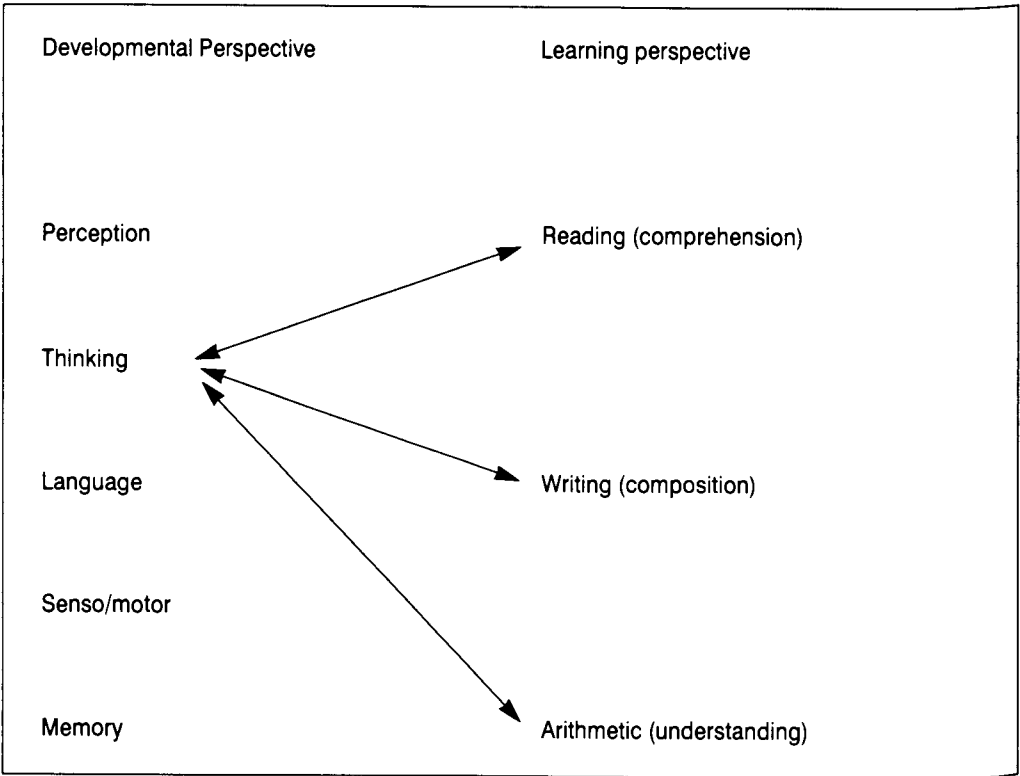 Developmental Perspective
Learning perspective
Perception
Reading (comprehension)
Thinking
Language
Writing (composition)
Senso/motor
Memory
Arithmetic (understanding)